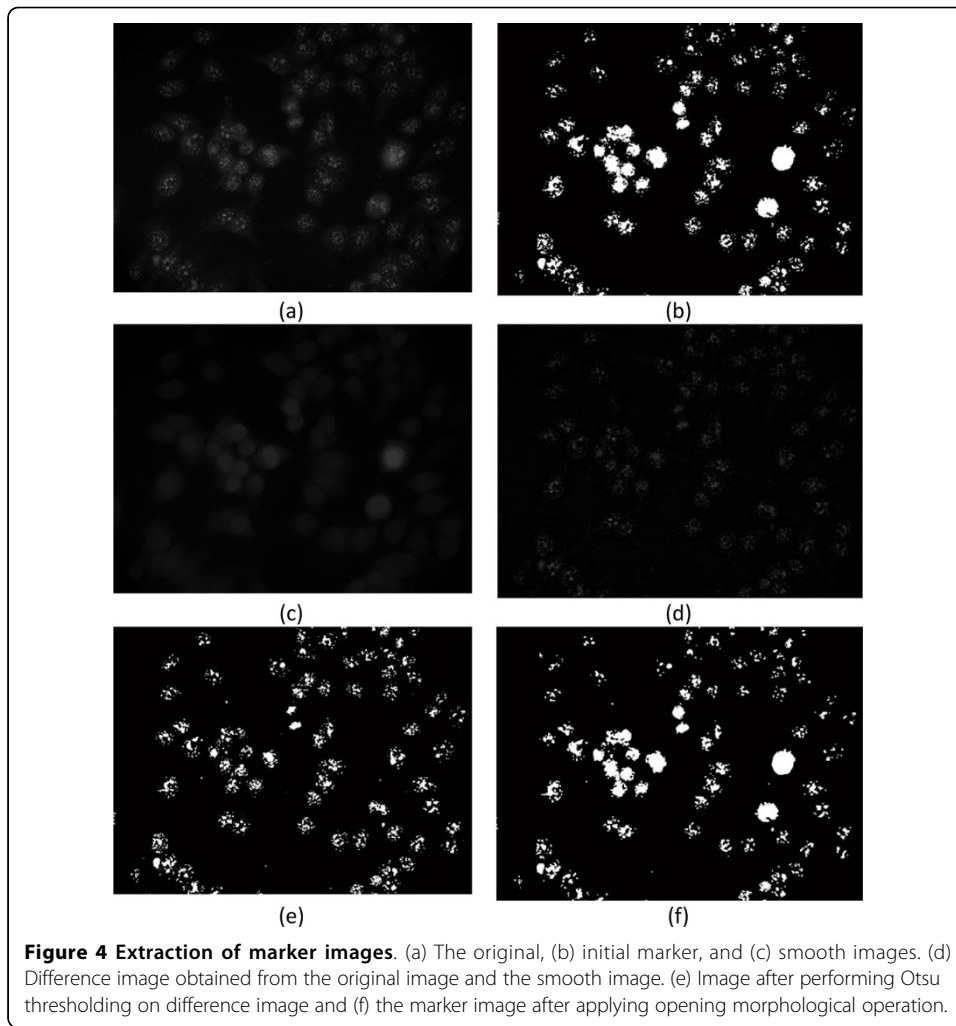 (a)
(b)
(c)
(d)
(e)
(f)
Figure 4 Extraction of marker images. (a) The original, (b) initial marker, and (c) smooth images. (d)
Difference image obtained from the original image and the smooth image. (e) Image after performing Otsu
thresholding on difference image and (f) the marker image after applying opening morphological operation.